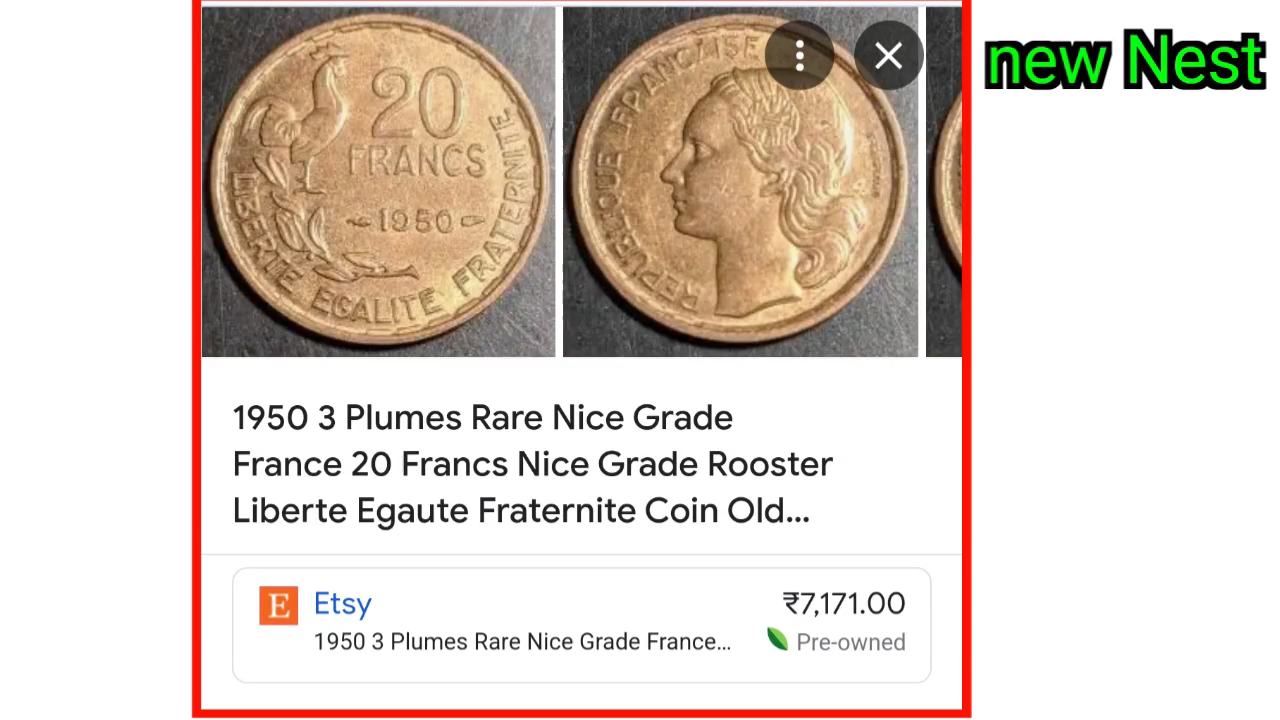 new Nest
20
FRANCS
1950
LIBERTE EGALITE FRATERNITE
REPUBLIQUE FRANÇAISE
1950 3 Plumes Rare Nice Grade
France 20 Francs Nice Grade Rooster
Liberte Egaute Fraternite Coin Old...
E Etsy ₹7,171.00
1950 3 Plumes Rare Nice Grade France... Pre-owned